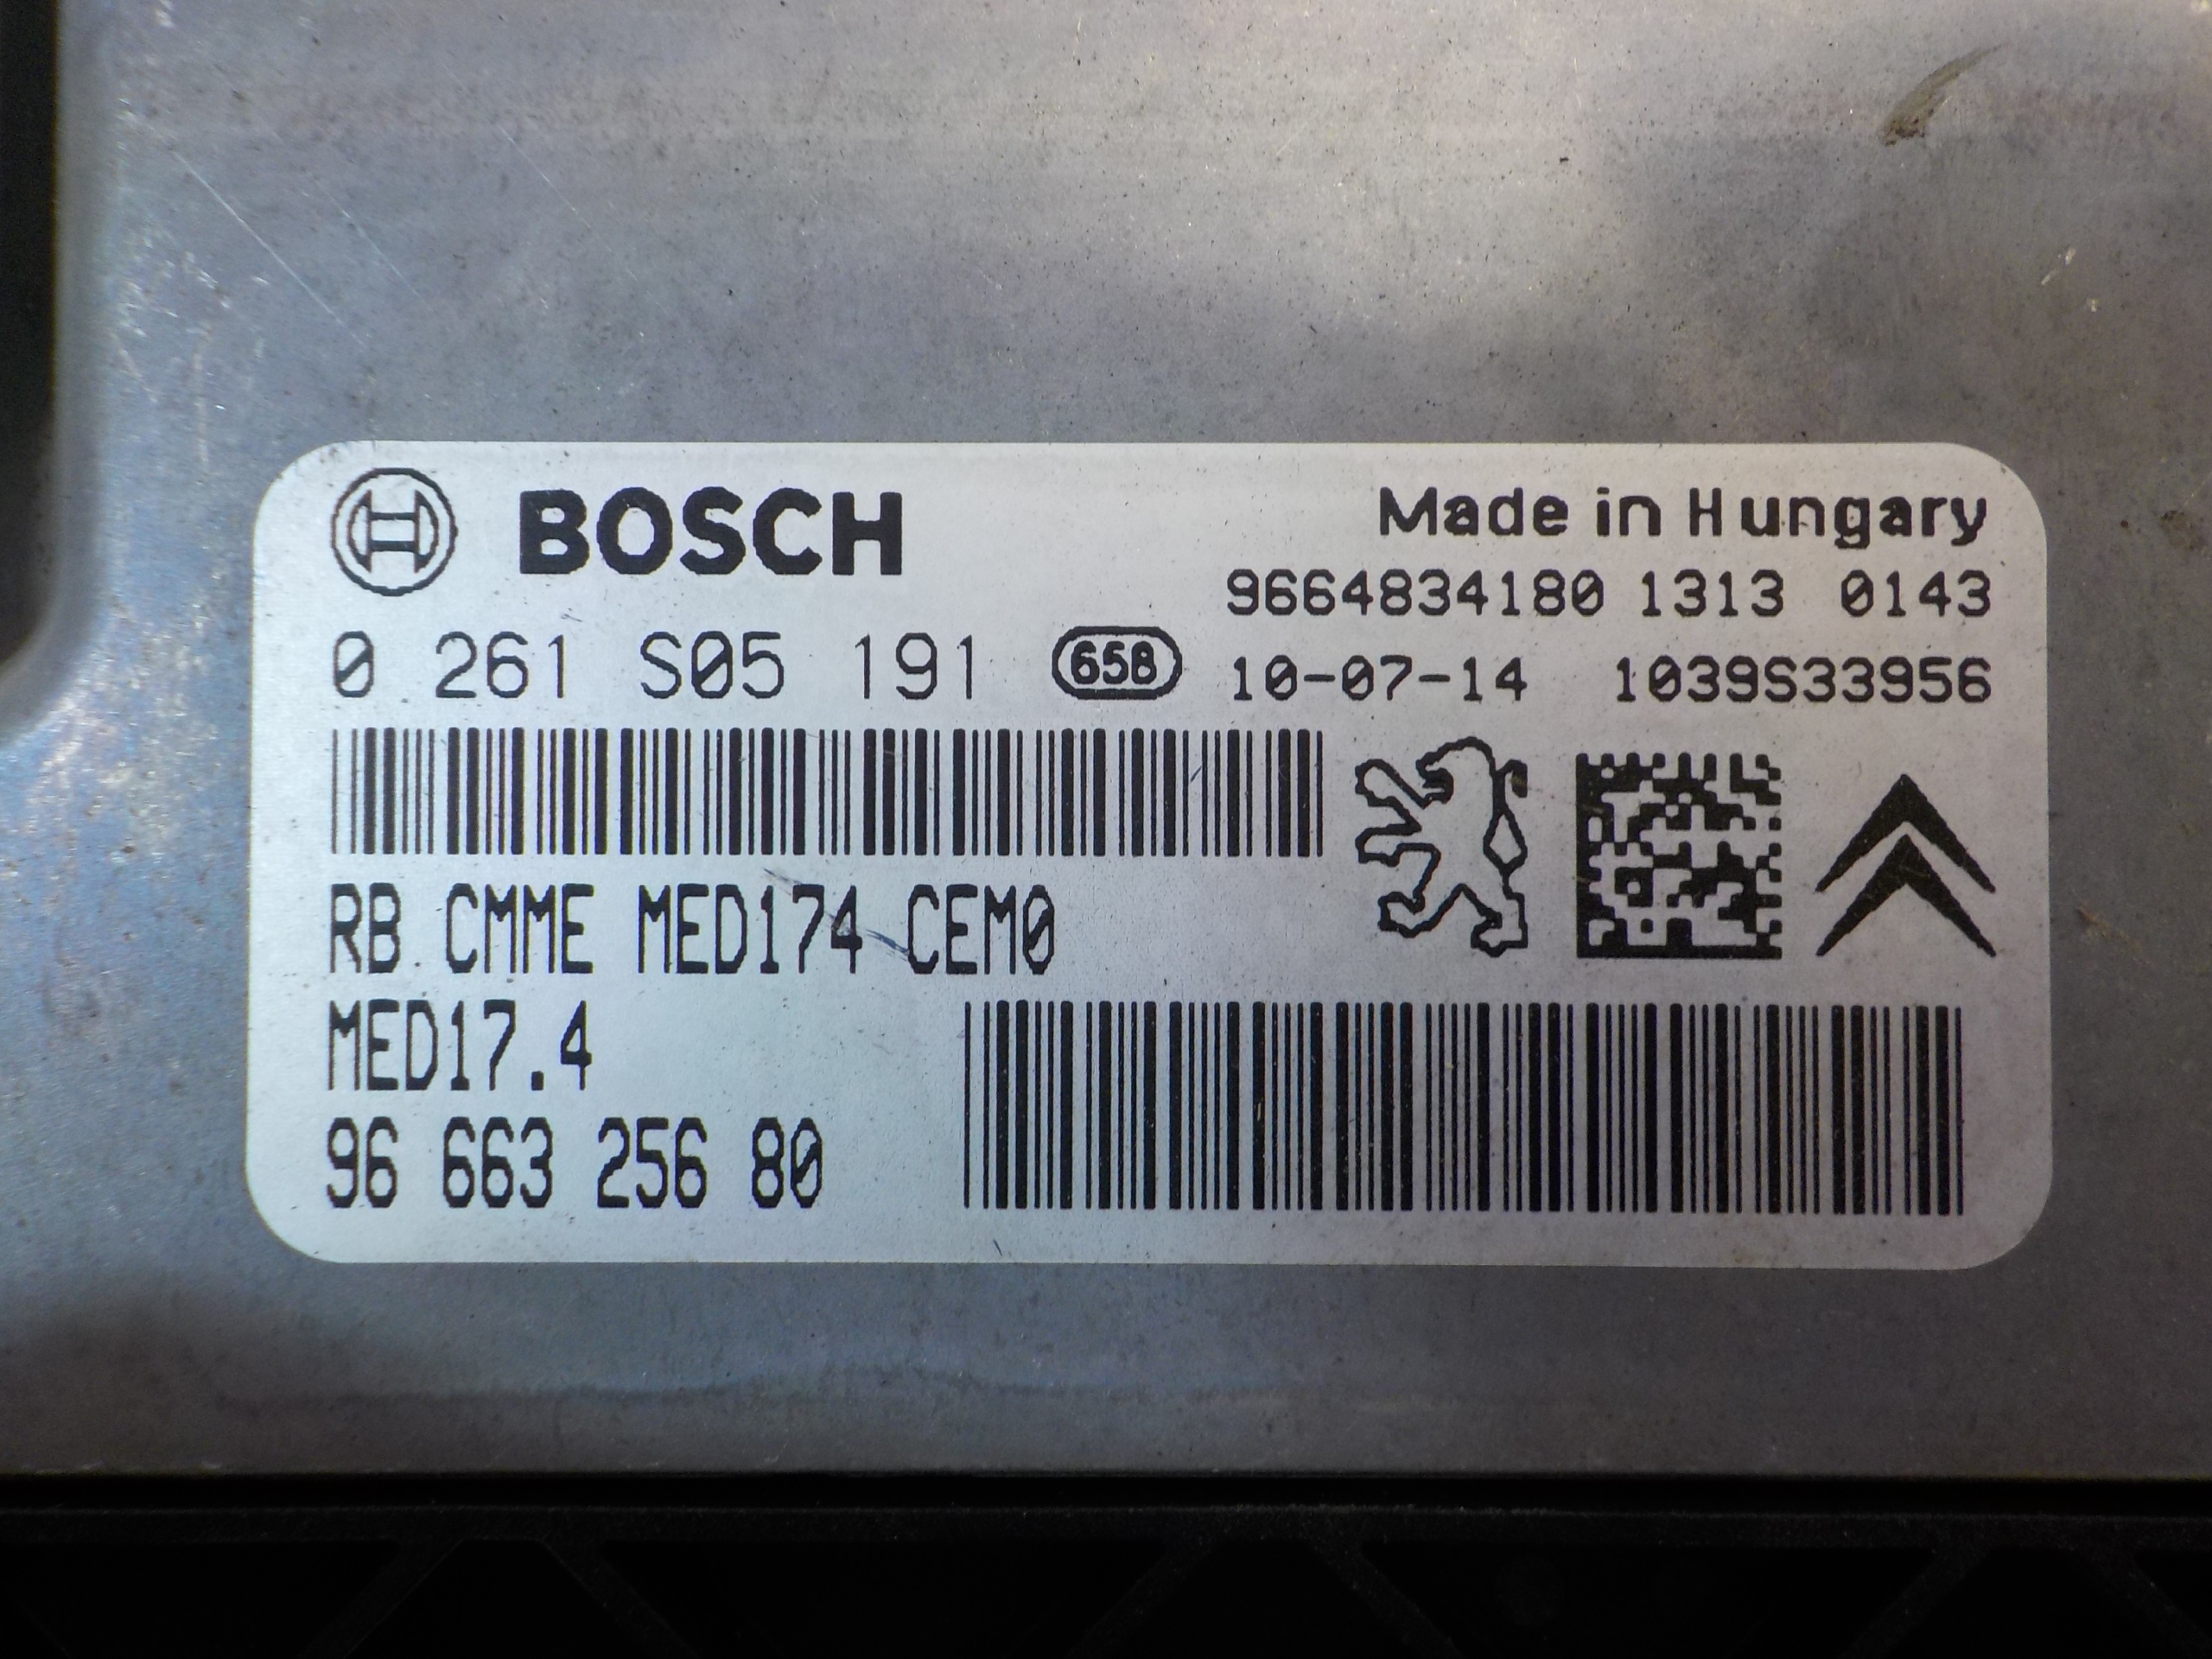 BOSCH
Made in Hungary
9664834180 1313 0143
0 261 S05 191 658 10-07-14 1039S33956
RB CMME MED174 CEM0
MED17.4
96 663 256 80